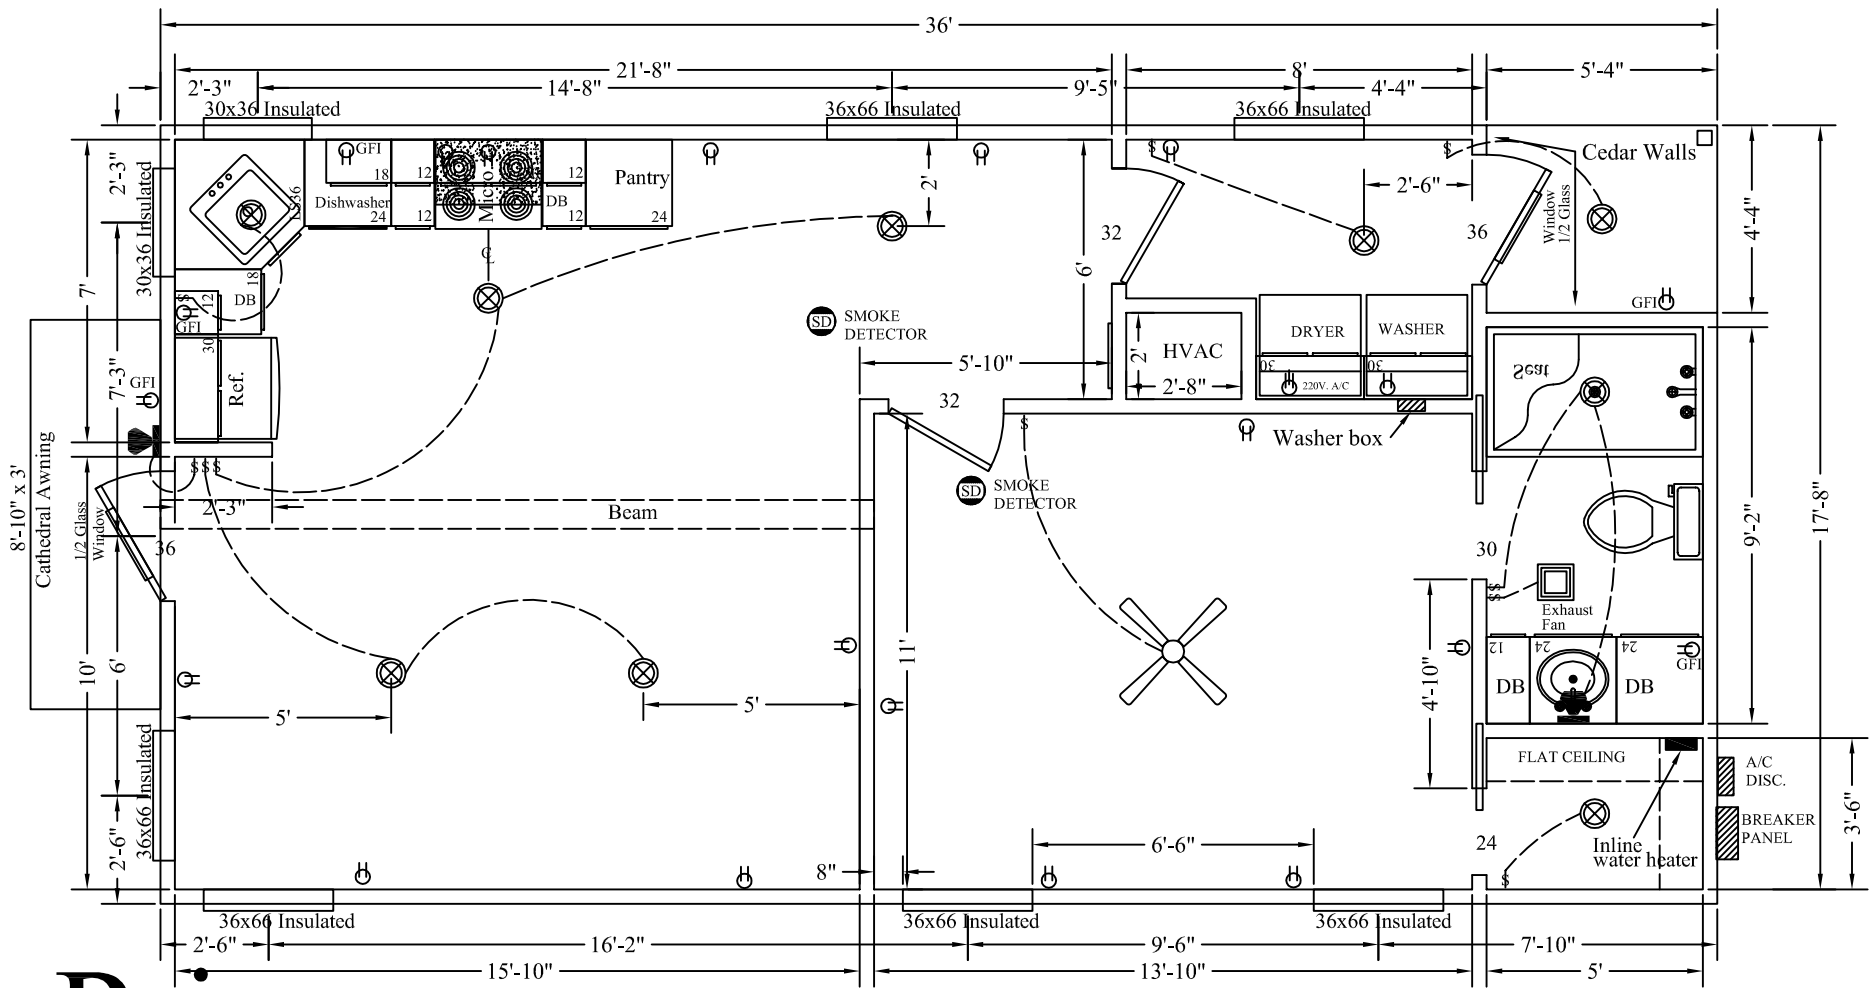 36'
21'-8"
8'
5'-4"
2'-3"
14'-8"
9'-5"
4'-4"
30x36 Insulated
36x66 Insulated
36x66 Insulated
2'-3"
30x36 Insulated
GFI
18
12
12
Micro
Pantry
LS36
Dishwasher
24
12
DB
12
24
2'
6'
32
2'-6"
36
Window
1/2 Glass
Cedar Walls
4'-4"
7'
7'-3"
18
12
DB
S
GFI
30
Ref.
GFI
℄
SD
SMOKE
DETECTOR
5'-10"
32
HVAC
2'
2'-8"
DRYER
WASHER
30
30
220V. A/C
Washer box
GFI
Seat
8'-10" x 3'
Cathedral Awning
1/2 Glass
Window
36
S S S
2'-3"
Beam
SD
SMOKE
DETECTOR
S
30
9'-2"
17'-8"
S
S
Exhaust
Fan
12
24
24
DB
DB
GFI
10'
6'
11'
4'-10"
5'
5'
36x66 Insulated
2'-6"
FLAT CEILING
A/C
DISC.
BREAKER
PANEL
3'-6"
Inline
water heater
24
S
6'-6"
8"
36x66 Insulated
36x66 Insulated
36x66 Insulated
2'-6"
16'-2"
9'-6"
7'-10"
15'-10"
13'-10"
5'